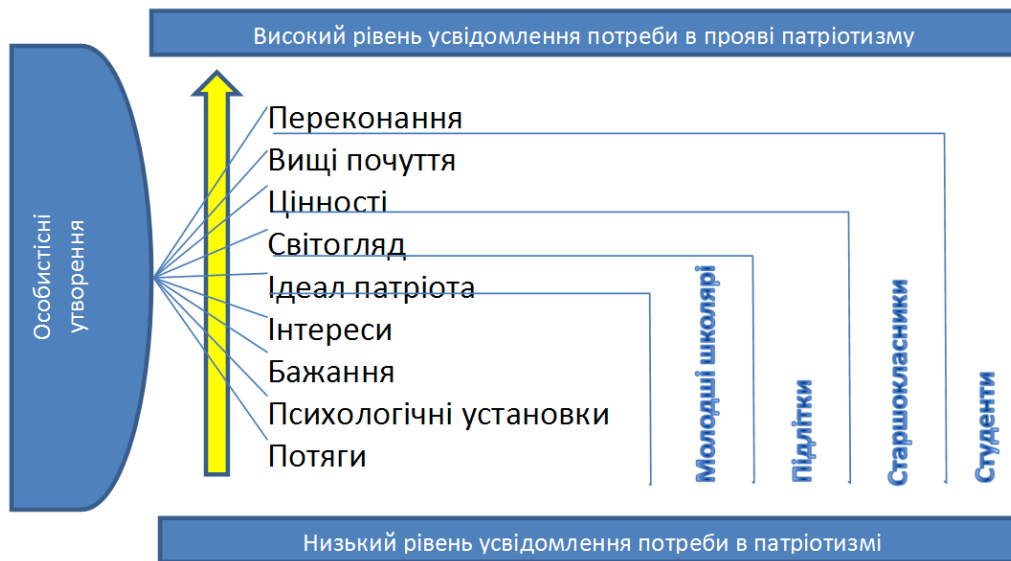 Високий рівень усвідомлення потреби в прояві патріотизму
Особистісні
утворення
Переконання
Вищі почуття
Цінності
Світогляд
Ідеал патріота
Інтереси
Бажання
Психологічні установки
Потяги
Молодші школярі
Підлітки
Старшокласники
Студенти
Низький рівень усвідомлення потреби в патріотизмі